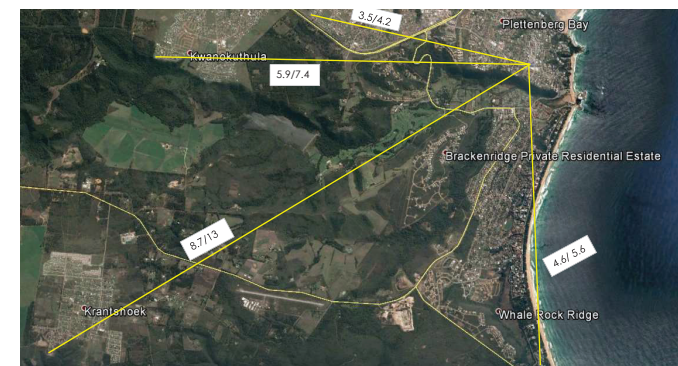 3.5/4.2
Plettenberg Bay
Kwanokuthula
5.9/7.4
Brackenridge Private Residential Estate
8.7/13
4.6/ 5.6
Krantshoek
Whale Rock Ridge